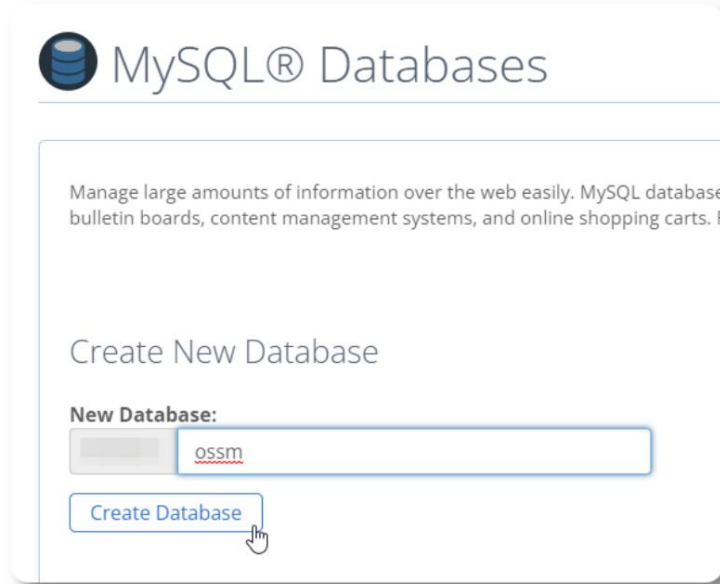 MySQL® Databases
Manage large amounts of information over the web easily. MySQL database
bulletin boards, content management systems, and online shopping carts.
Create New Database
New Database:
ossm
Create Database